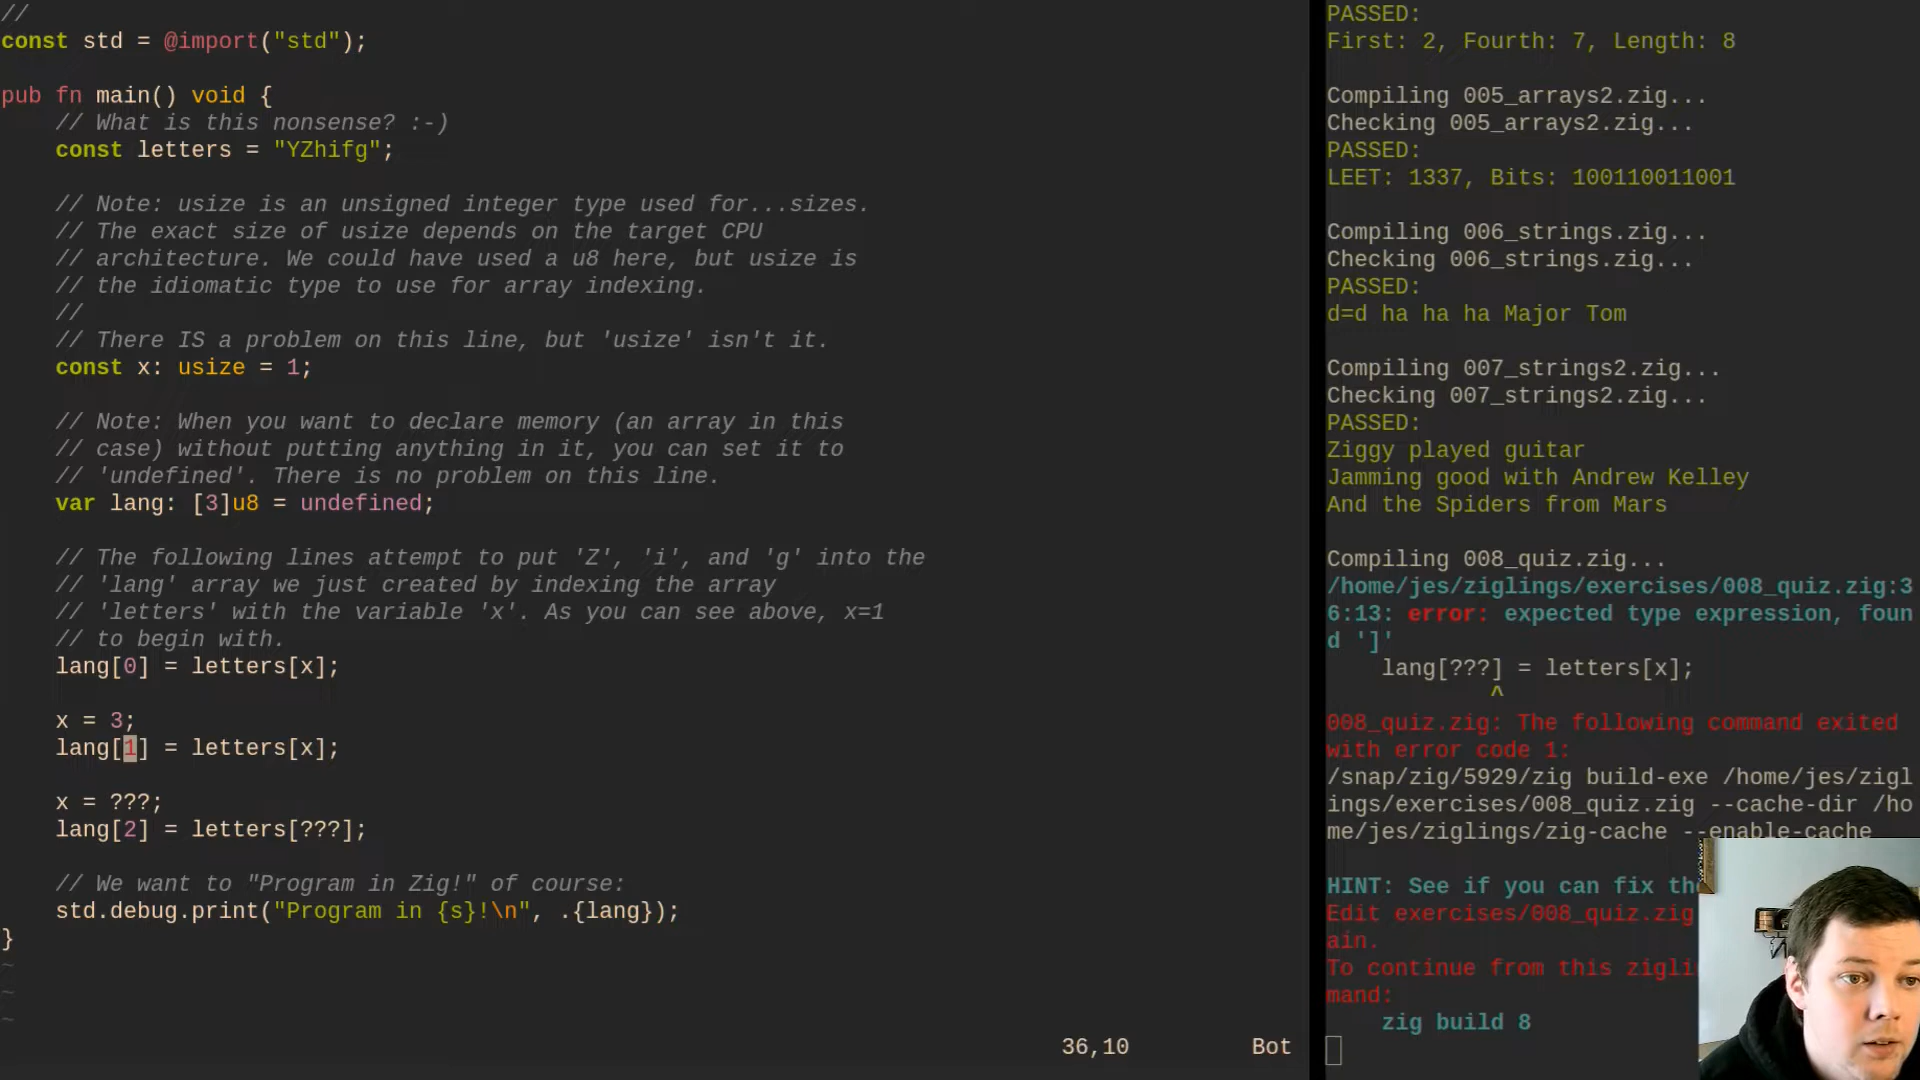 //
const std = @import("std");
pub fn main() void {
// What is this nonsense? :-)
const letters = "YZhifg";
// Note: usize is an unsigned integer type used for...sizes.
// The exact size of usize depends on the target CPU
// architecture. We could have used a u8 here, but usize is
// the idiomatic type to use for array indexing.
//
// There IS a problem on this line, but 'usize' isn't it.
const x: usize = 1;
// Note: When you want to declare memory (an array in this
// case) without putting anything in it, you can set it to
// 'undefined'. There is no problem on this line.
var lang: [3]u8 = undefined;
// The following lines attempt to put 'Z', 'i', and 'g' into the
// 'lang' array we just created by indexing the array
// 'letters' with the variable 'x'. As you can see above, x=1
// to begin with.
lang[0] = letters[x];
x = 3;
lang[1] = letters[x];
x = ???;
lang[2] = letters[???];
// We want to "Program in Zig!" of course:
std.debug.print("Program in {s}!\n", .{lang});
}
~
~
~
36,10 Bot
PASSED:
First: 2, Fourth: 7, Length: 8
Compiling 005_arrays2.zig...
Checking 005_arrays2.zig...
PASSED:
LEET: 1337, Bits: 100110011001
Compiling 006_strings.zig...
Checking 006_strings.zig...
PASSED:
d=d ha ha ha Major Tom
Compiling 007_strings2.zig...
Checking 007_strings2.zig...
PASSED:
Ziggy played guitar
Jamming good with Andrew Kelley
And the Spiders from Mars
Compiling 008_quiz.zig...
/home/jes/ziglings/exercises/008_quiz.zig:3
6:13: error: expected type expression, foun
d ']'
lang[???] = letters[x];
^
008_quiz.zig: The following command exited
with error code 1:
/snap/zig/5929/zig build-exe /home/jes/zigl
ings/exercises/008_quiz.zig --cache-dir /ho
me/jes/ziglings/zig-cache --enable-cache
HINT: See if you can fix th
Edit exercises/008_quiz.zig
ain.
To continue from this zigli
mand:
zig build 8